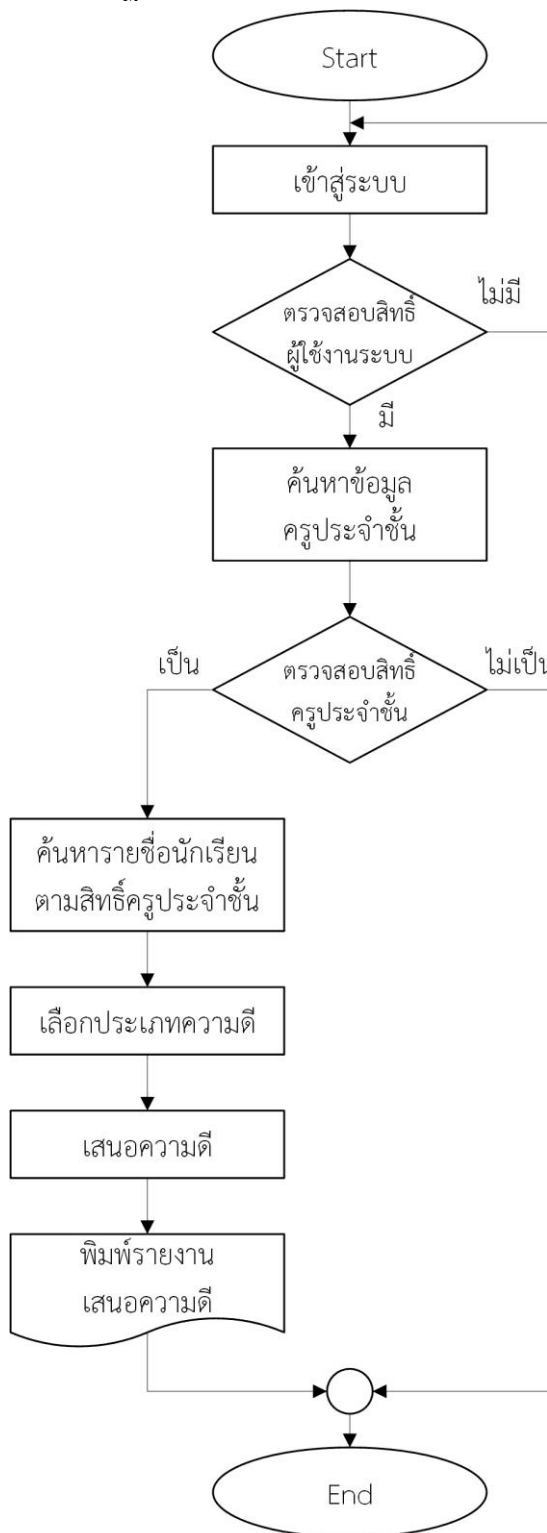 Start
เข้าสู่ระบบ
ตรวจสอบสิทธิ์
ผู้ใช้งานระบบ
ไม่มี
มี
ค้นหาข้อมูล
ครูประจำชั้น
เป็น
ตรวจสอบสิทธิ์
ครูประจำชั้น
ไม่เป็น
ค้นหารายชื่อนักเรียน
ตามสิทธิ์ครูประจำชั้น
เลือกประเภทความดี
เสนอความดี
พิมพ์รายงาน
เสนอความดี
End